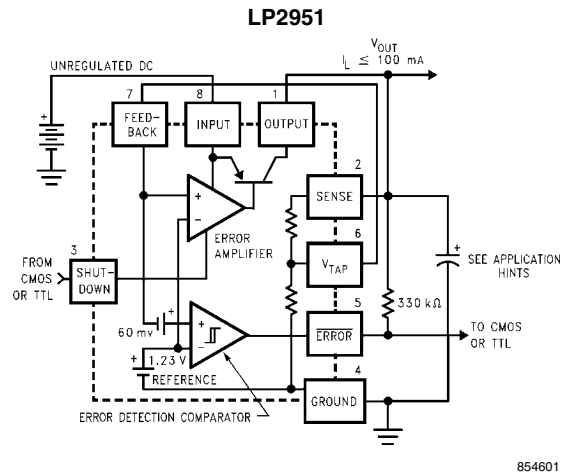 LP2951
UNREGULATED DC
V_OUT
I_L ≤ 100 mA
7
8
1
FEED-
BACK
INPUT
OUTPUT
2
SENSE
+
+
−
ERROR
AMPLIFIER
6
V_TAP
+
SEE APPLICATION
HINTS
3
SHUT-
DOWN
FROM
CMOS
OR TTL
5
330 kΩ
+
60 mv
+
−
ERROR
TO CMOS
OR TTL
+
1.23 V
REFERENCE
4
GROUND
ERROR DETECTION COMPARATOR
854601